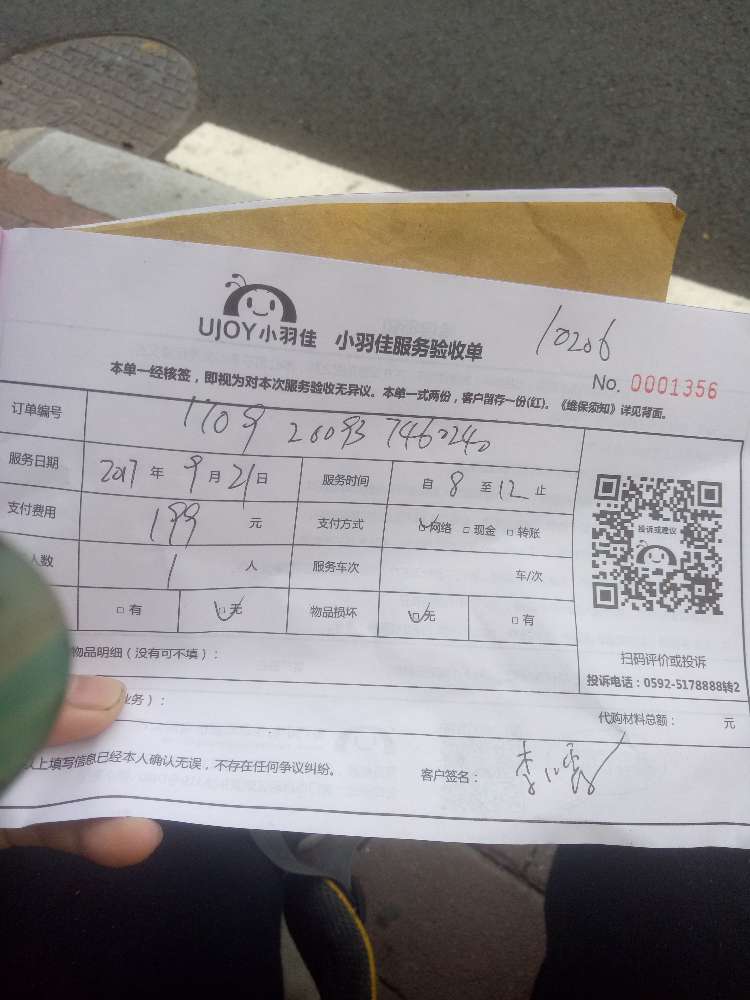 UJOY小羽佳 小羽佳服务验收单
10206
No. 0001356
本单一经核签，即视为对本次服务验收无异议。本单一式两份，客户留存一份(红)。《维保须知》详见背面。
订单编号 1709 26093 7460240
服务日期 2017 年 9 月 21 日 服务时间 自 8 至 12 止
支付费用 199 元 支付方式 网络 □ 现金 □ 转账
人数 1 人 服务车次 车/次
□ 有 □ 无 物品损坏 □ 无 □ 有
投诉或建议
扫码评价或投诉
投诉电话：0592-5178888转2
物品明细（没有可不填）：
业务）：
代购材料总额： 元
以上填写信息已经本人确认无误，不存在任何争议纠纷。
客户签名：